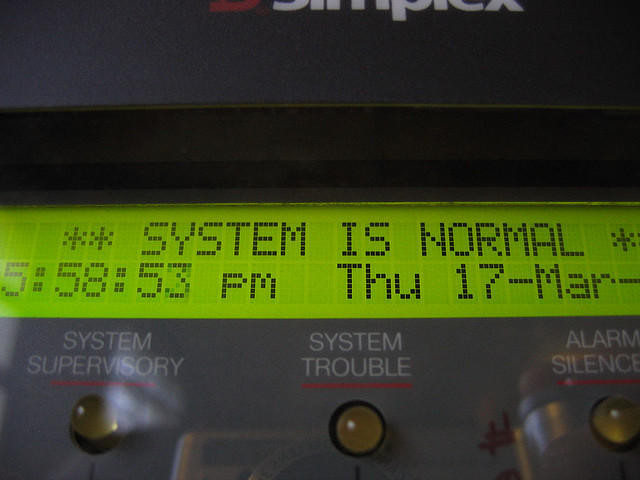 Simplex
** SYSTEM IS NORMAL *
5:58:53 pm Thu 17-Mar-
SYSTEM SUPERVISORY
SYSTEM TROUBLE
ALARM SILENCE